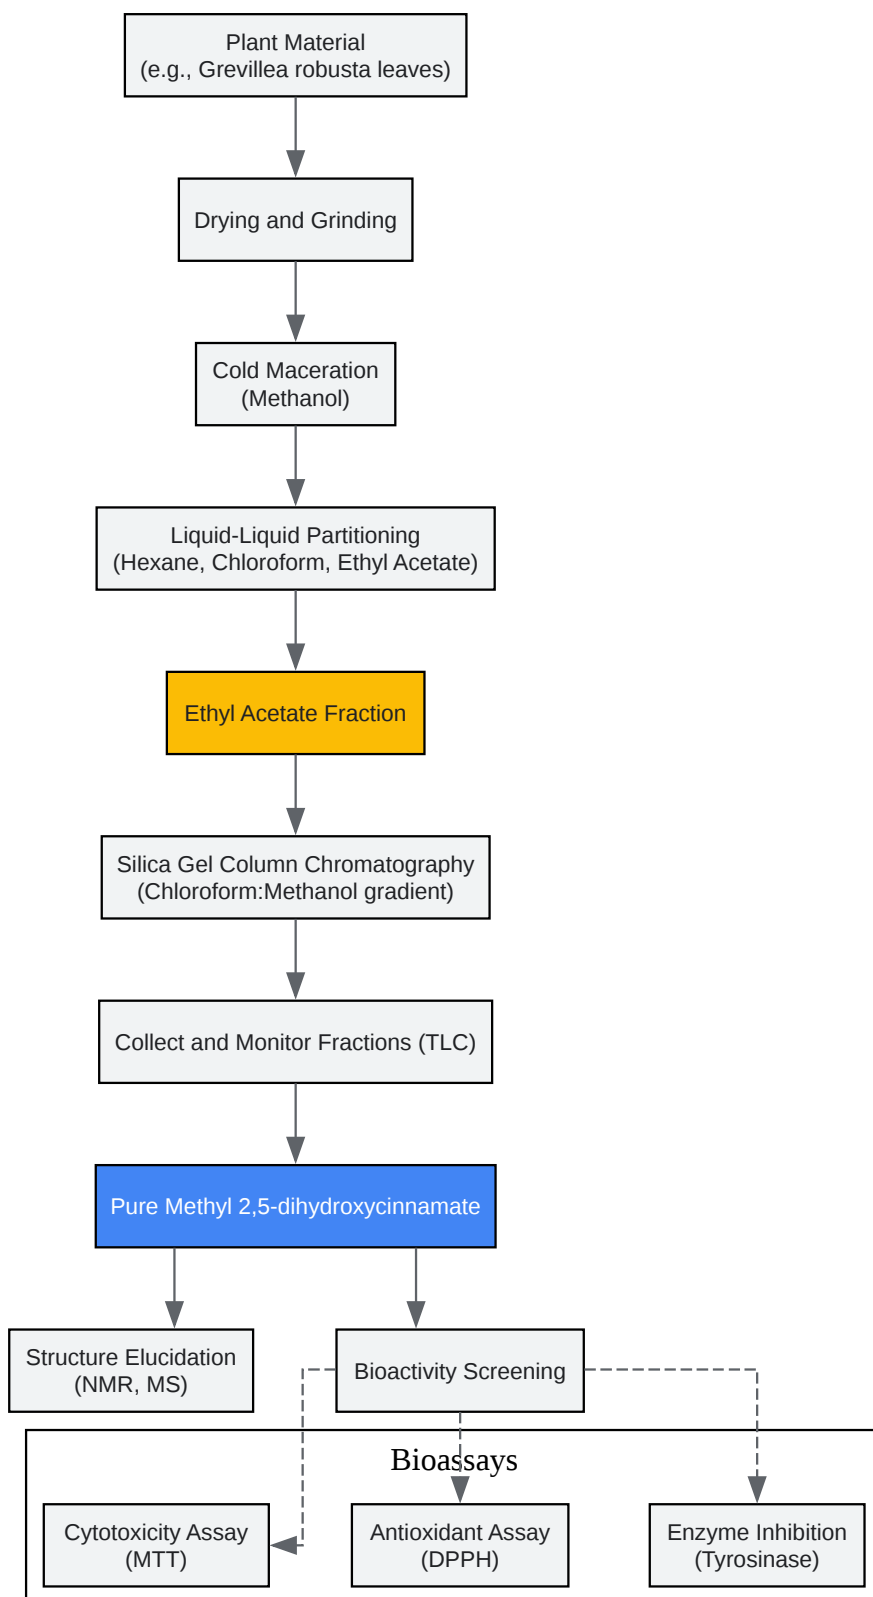 Plant Material
(e.g., Grevillea robusta leaves)
Drying and Grinding
Cold Maceration
(Methanol)
Liquid-Liquid Partitioning
(Hexane, Chloroform, Ethyl Acetate)
Ethyl Acetate Fraction
Silica Gel Column Chromatography
(Chloroform:Methanol gradient)
Collect and Monitor Fractions (TLC)
Pure Methyl 2,5-dihydroxycinnamate
Structure Elucidation
(NMR, MS)
Bioactivity Screening
Bioassays
Cytotoxicity Assay
(MTT)
Antioxidant Assay
(DPPH)
Enzyme Inhibition
(Tyrosinase)